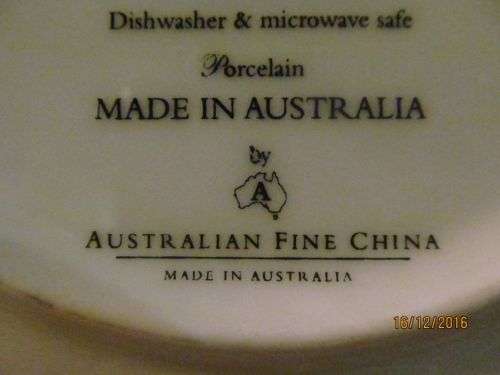 Dishwasher & microwave safe
Porcelain
MADE IN AUSTRALIA
by
A
AUSTRALIAN FINE CHINA
MADE IN AUSTRALIA
16/12/2016